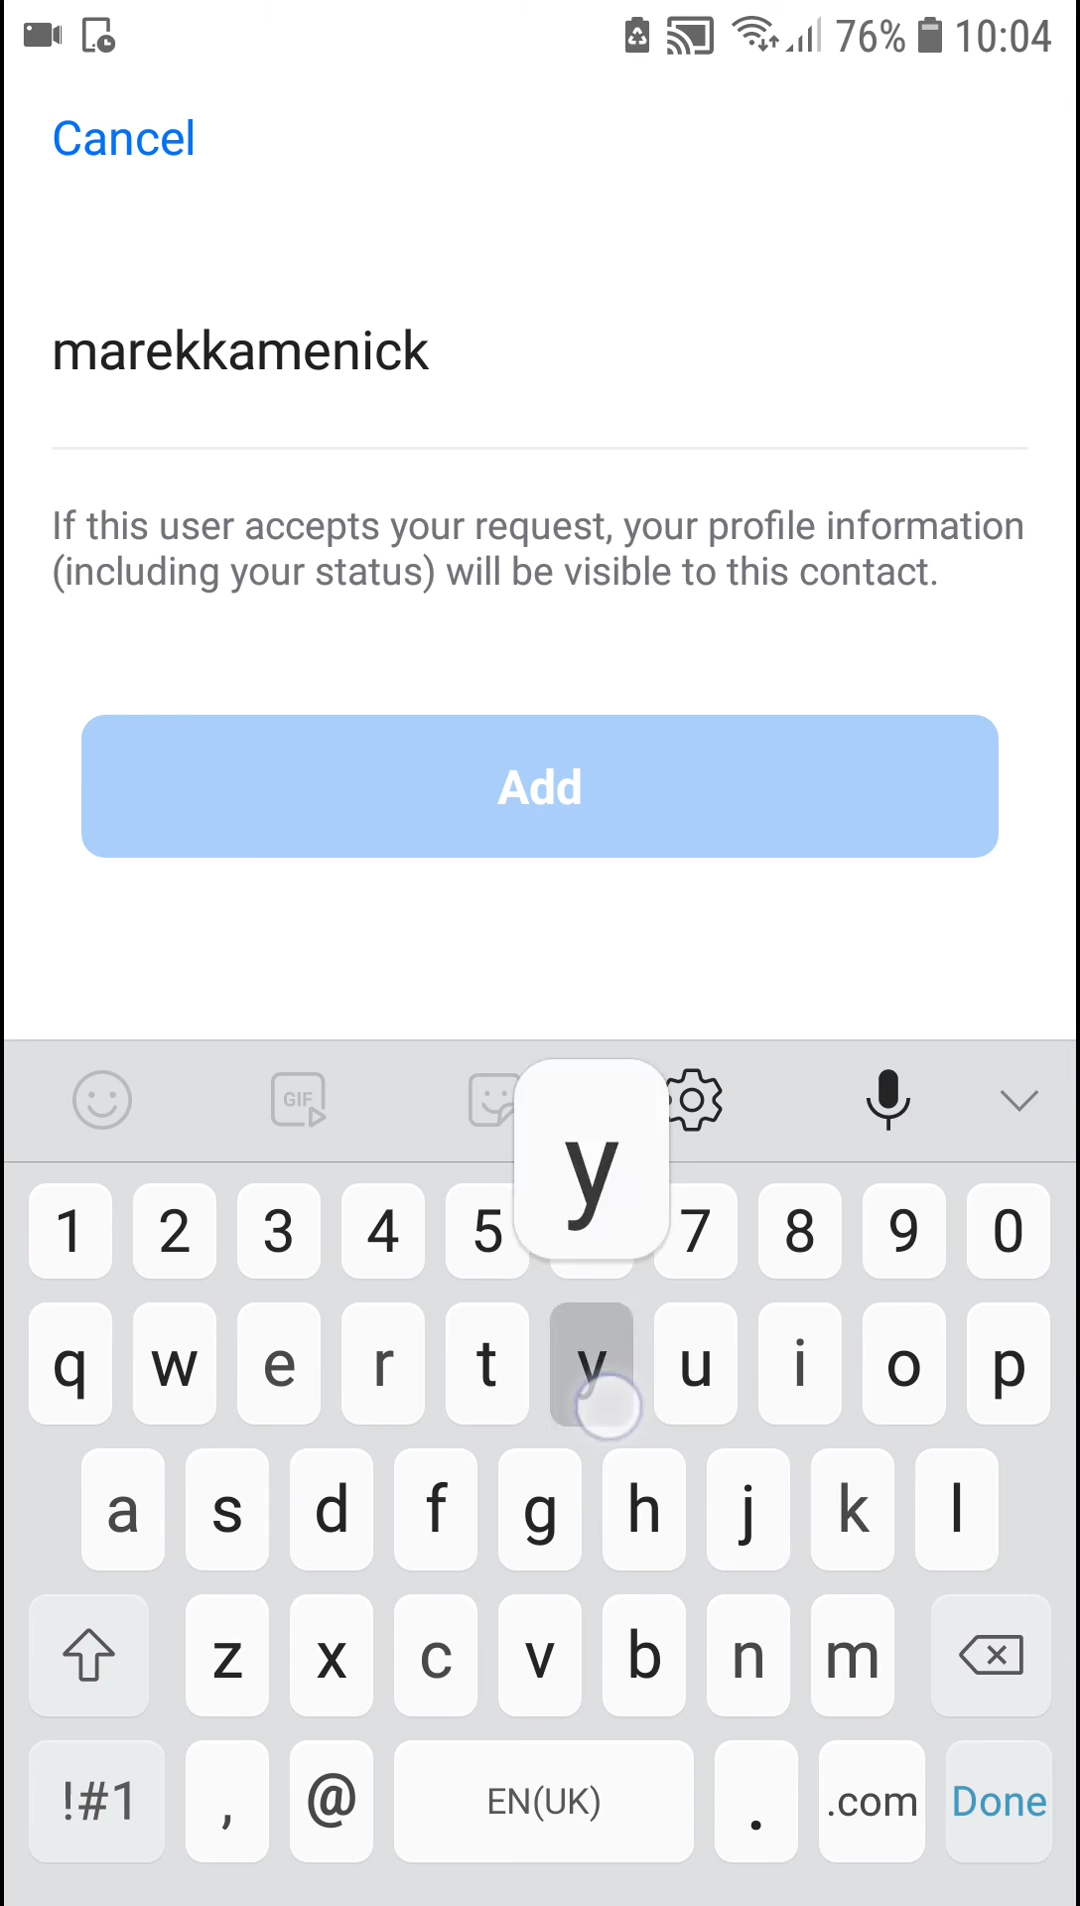 76% 10:04
Cancel
marekkamenick
If this user accepts your request, your profile information
(including your status) will be visible to this contact.
Add
GIF
y
1 2 3 4 5 7 8 9 0
q w e r t y u i o p
a s d f g h j k l
z x c v b n m
!#1 , @ EN(UK) . .com Done